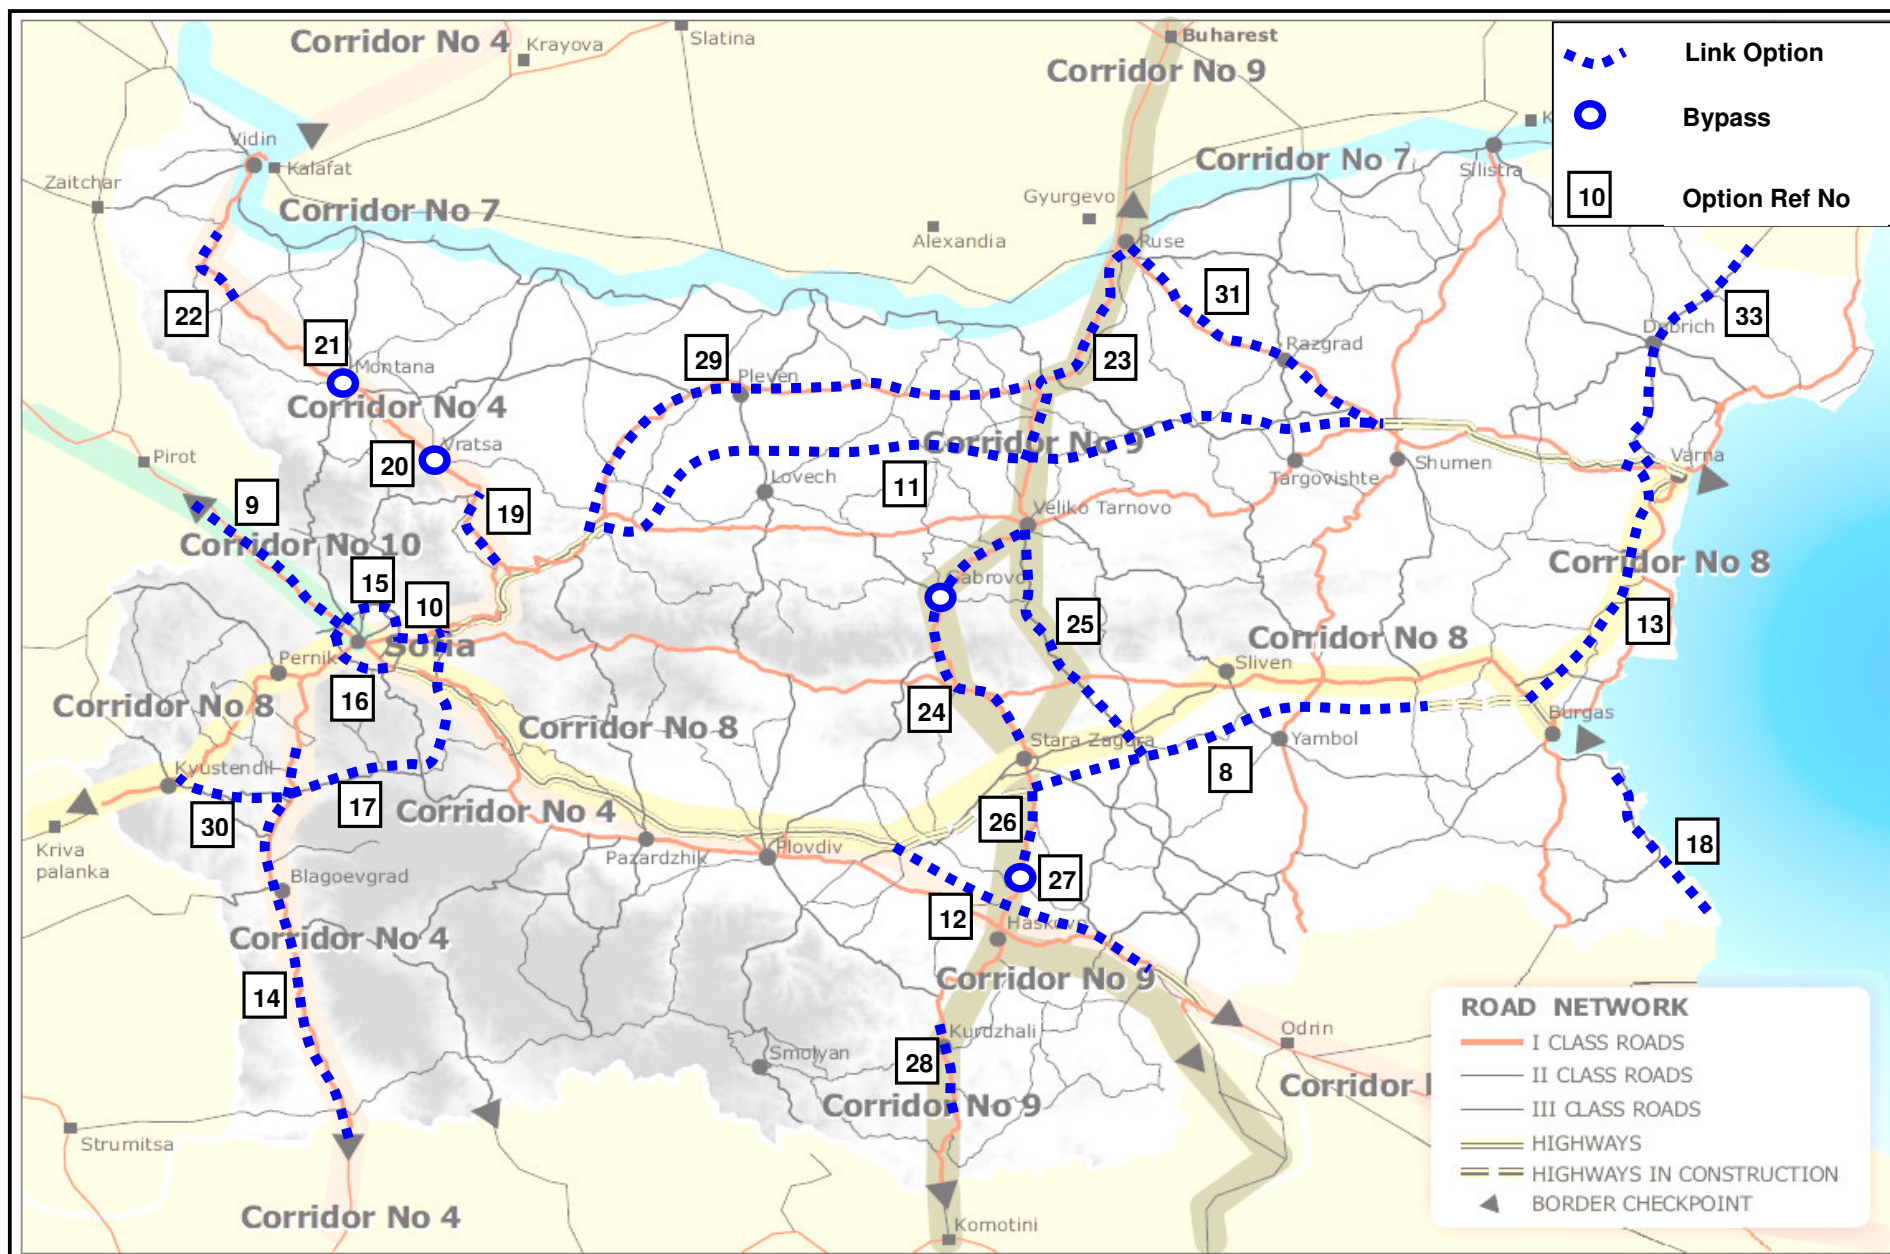 Corridor No 4
Krayova
Slatina
Buharest
Corridor No 9
Link Option
Bypass
10
Option Ref No
K
Vidin
Kalafat
Zaitchar
Corridor No 7
Corridor No 7
Silistra
Gyurgevo
Alexandia
Ruse
22
21
Montana
Corridor No 4
29
Pleven
23
31
Razgrad
Dobrich
33
Pirot
20
Vratsa
Corridor No 9
Lovech
11
Targovishte
Shumen
Varna
9
19
Veliko Tarnovo
Corridor No 10
15
10
Sofia
Gabrovo
25
Corridor No 8
13
Corridor No 8
Pernik
16
Corridor No 8
Sliven
24
Corridor No 8
Stara Zagora
Burgas
Yambol
8
Kyustendil
17
30
Corridor No 4
26
Kriva
palanka
Pazardzhik
Plovdiv
18
Blagoevgrad
27
12
Haskovo
Corridor No 4
14
Corridor No 9
Odrin
Kurdzhali
Smolyan
28
Corridor No 9
Corridor
Strumitsa
Corridor No 4
Komotini
ROAD NETWORK
I CLASS ROADS
II CLASS ROADS
III CLASS ROADS
HIGHWAYS
HIGHWAYS IN CONSTRUCTION
BORDER CHECKPOINT